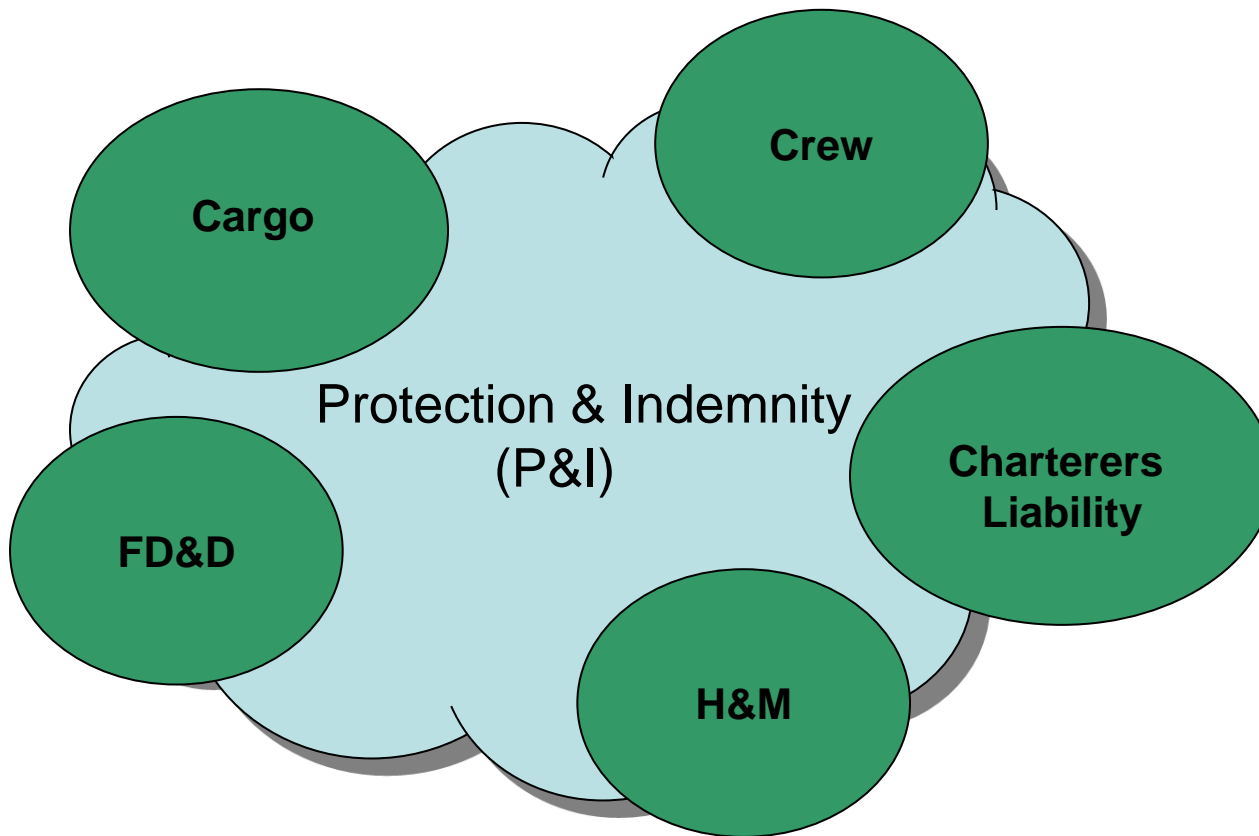 Crew
Cargo
Protection & Indemnity
(P&I)
Charterers
Liability
FD&D
H&M